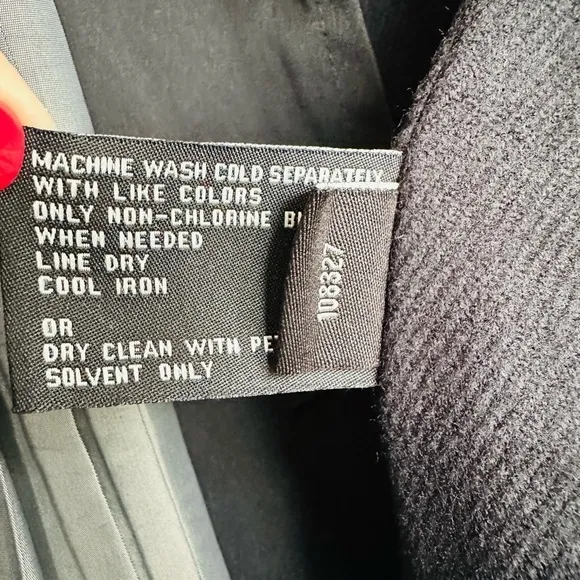 MACHINE WASH COLD SEPARATELY
WITH LIKE COLORS
ONLY NON-CHLORINE
WHEN NEEDED
LINE DRY
COOL IRON
OR
DRY CLEAN WITH
SOLVENT ONLY
108327